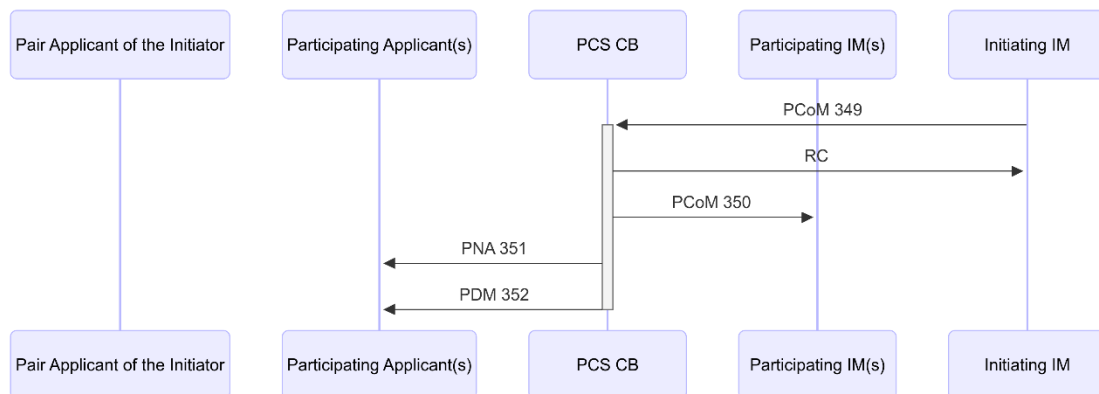 Pair Applicant of the Initiator
Participating Applicant(s)
PCS CB
Participating IM(s)
Initiating IM
PCoM 349
RC
PCoM 350
PNA 351
PDM 352
Pair Applicant of the Initiator
Participating Applicant(s)
PCS CB
Participating IM(s)
Initiating IM